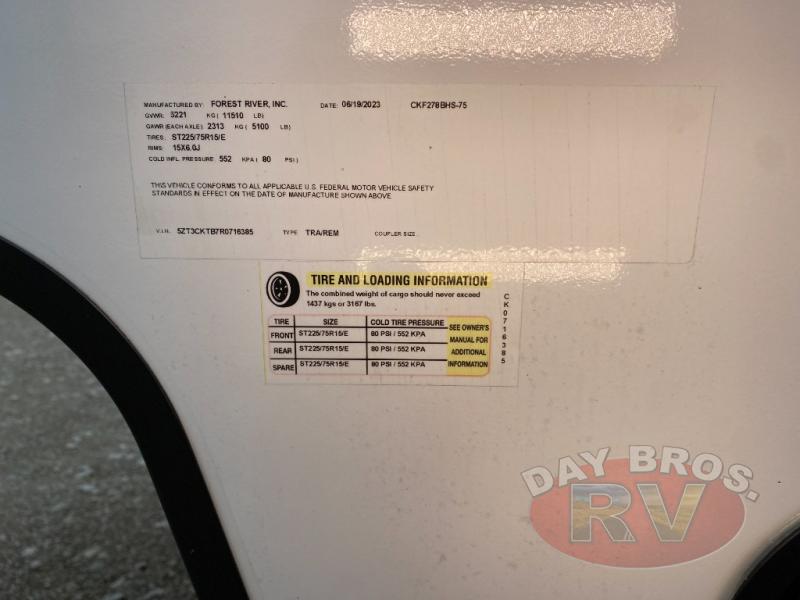 MANUFACTURED BY: FOREST RIVER, INC. DATE: 06/19/2023 CKF278BHS-75
GVWR: 5221 KG ( 11510 LB)
GAWR (EACH AXLE) 2313 KG ( 5100 LB)
TIRES: ST225/75R15/E
RIMS: 15X6.0J
COLD INFL. PRESSURE 552 KPA ( 80 PSI )
THIS VEHICLE CONFORMS TO ALL APPLICABLE U.S. FEDERAL MOTOR VEHICLE SAFETY
STANDARDS IN EFFECT ON THE DATE OF MANUFACTURE SHOWN ABOVE
V.I.N. 5ZT3CKTB7R0716385 TYPE TRA/REM COUPLER SIZE
TIRE AND LOADING INFORMATION
The combined weight of cargo should never exceed
1437 kgs or 3167 lbs.
TIRE SIZE COLD TIRE PRESSURE
FRONT ST225/75R15/E 80 PSI / 552 KPA
REAR ST225/75R15/E 80 PSI / 552 KPA
SPARE ST225/75R15/E 80 PSI / 552 KPA
SEE OWNER'S
MANUAL FOR
ADDITIONAL
INFORMATION
CK0716385
DAY BROS.
RV